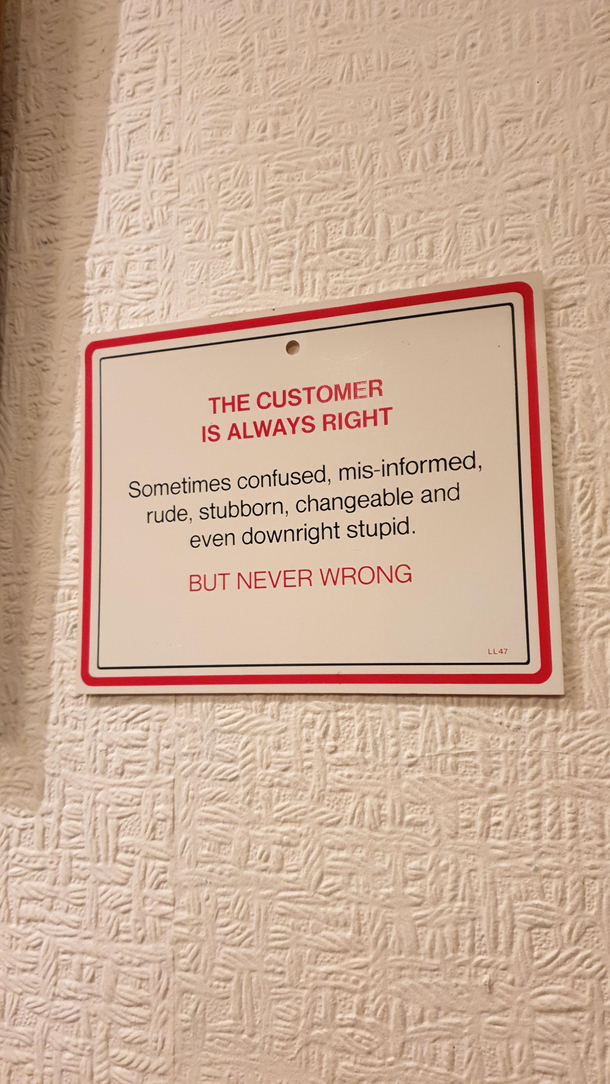 THE CUSTOMER
IS ALWAYS RIGHT
Sometimes confused, mis-informed,
rude, stubborn, changeable and
even downright stupid.
BUT NEVER WRONG
LL47